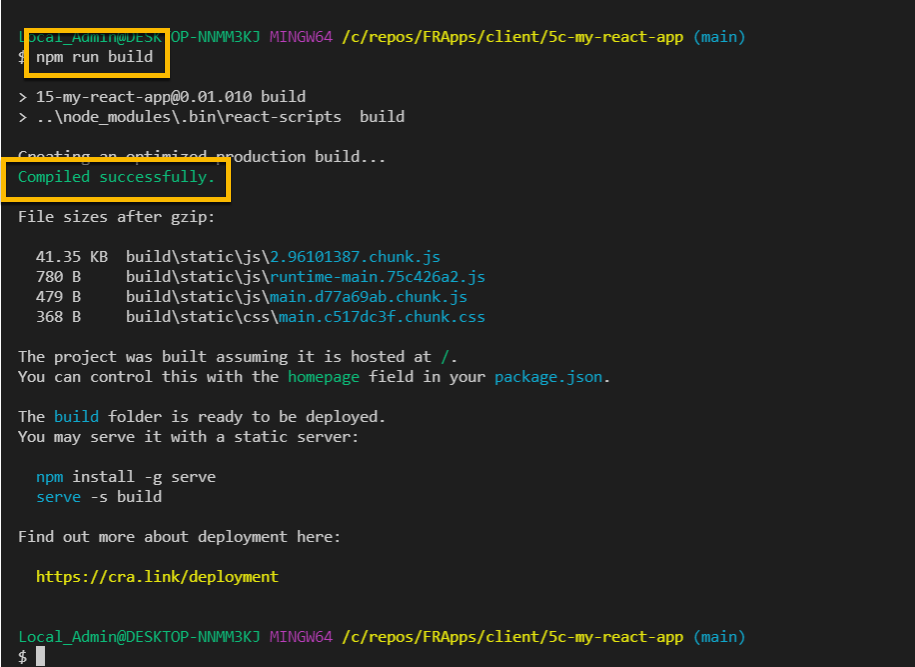 Local_Admin@DESKTOP-NNMM3KJ MINGW64 /c/repos/FRApps/client/5c-my-react-app (main)
$ npm run build
> 15-my-react-app@0.01.010 build
> ..\node_modules\.bin\react-scripts  build
Creating an optimized production build...
Compiled successfully.
File sizes after gzip:
41.35 KB  build\static\js\2.96101387.chunk.js
780 B     build\static\js\runtime-main.75c426a2.js
479 B     build\static\js\main.d77a69ab.chunk.js
368 B     build\static\css\main.c517dc3f.chunk.css
The project was built assuming it is hosted at /.
You can control this with the homepage field in your package.json.
The build folder is ready to be deployed.
You may serve it with a static server:
npm install -g serve
serve -s build
Find out more about deployment here:
https://cra.link/deployment
Local_Admin@DESKTOP-NNMM3KJ MINGW64 /c/repos/FRApps/client/5c-my-react-app (main)
$